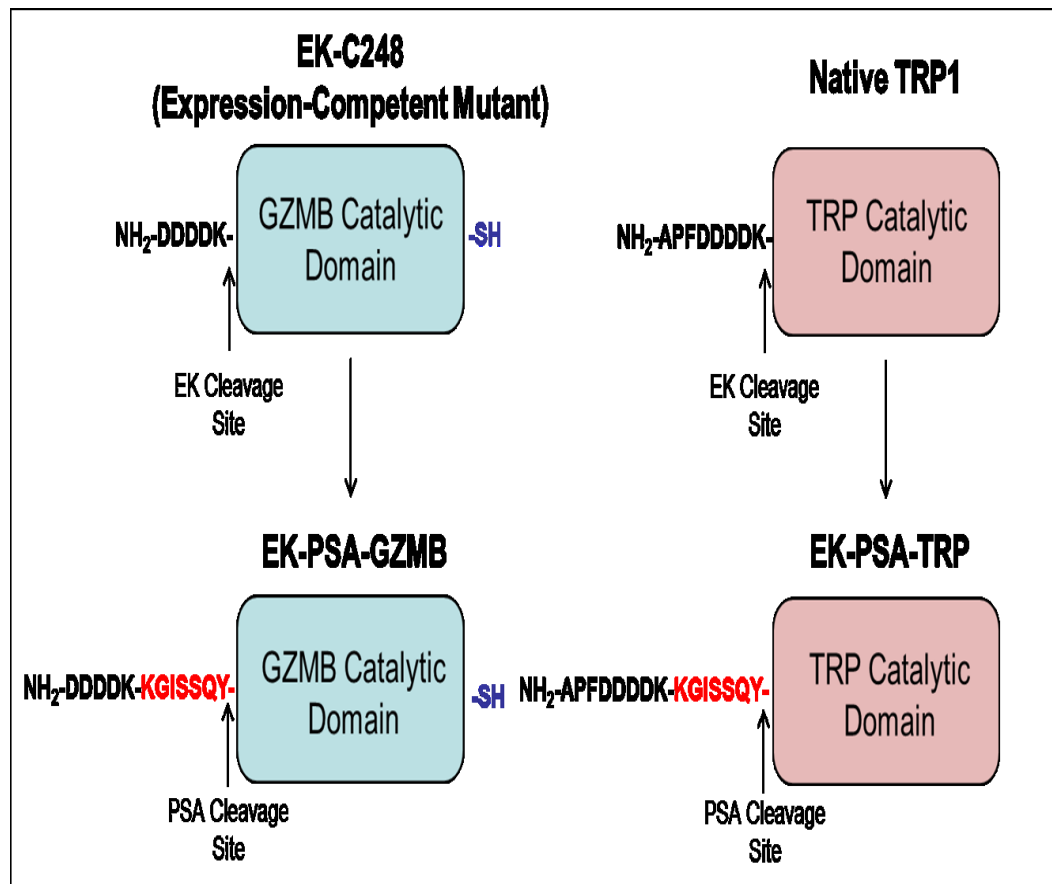 EK-C248
(Expression-Competent Mutant)
NH₂-DDDDK-
GZMB Catalytic
Domain
-SH
EK Cleavage
Site
Native TRP1
NH₂-APFDDDDK-
TRP Catalytic
Domain
EK Cleavage
Site
EK-PSA-GZMB
NH₂-DDDDK-KGISSQY-
GZMB Catalytic
Domain
-SH
PSA Cleavage
Site
EK-PSA-TRP
NH₂-APFDDDDK-KGISSQY-
TRP Catalytic
Domain
PSA Cleavage
Site